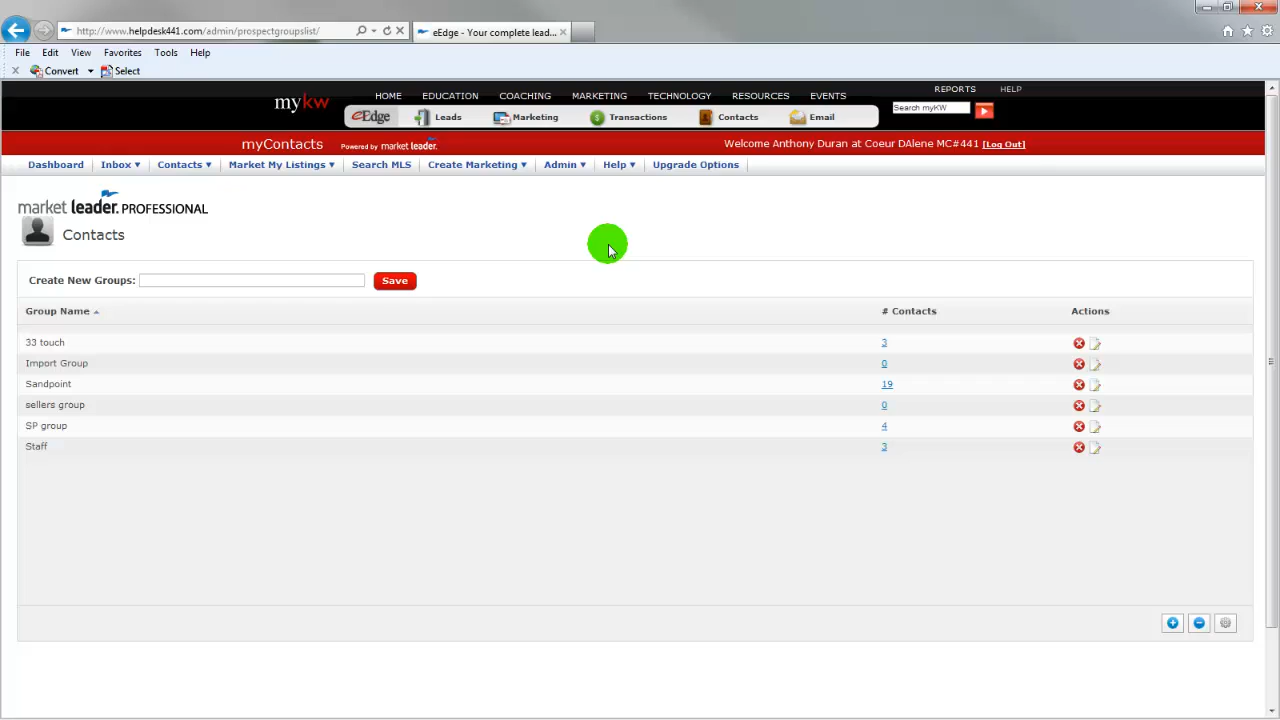 http://www.helpdesk441.com/admin/prospectgroupslist/
eEdge - Your complete lead...
File Edit View Favorites Tools Help
Convert Select
mykw
HOME EDUCATION COACHING MARKETING TECHNOLOGY RESOURCES EVENTS
REPORTS HELP
eEdge Leads Marketing Transactions Contacts Email
Search myKW
myContacts Powered by market leader
Welcome Anthony Duran at Coeur DAlene MC#441 [Log Out]
Dashboard Inbox Contacts Market My Listings Search MLS Create Marketing Admin Help Upgrade Options
market leader. PROFESSIONAL
Contacts
Create New Groups: Save
Group Name # Contacts Actions
33 touch 3
Import Group 0
Sandpoint 19
sellers group 0
SP group 4
Staff 3